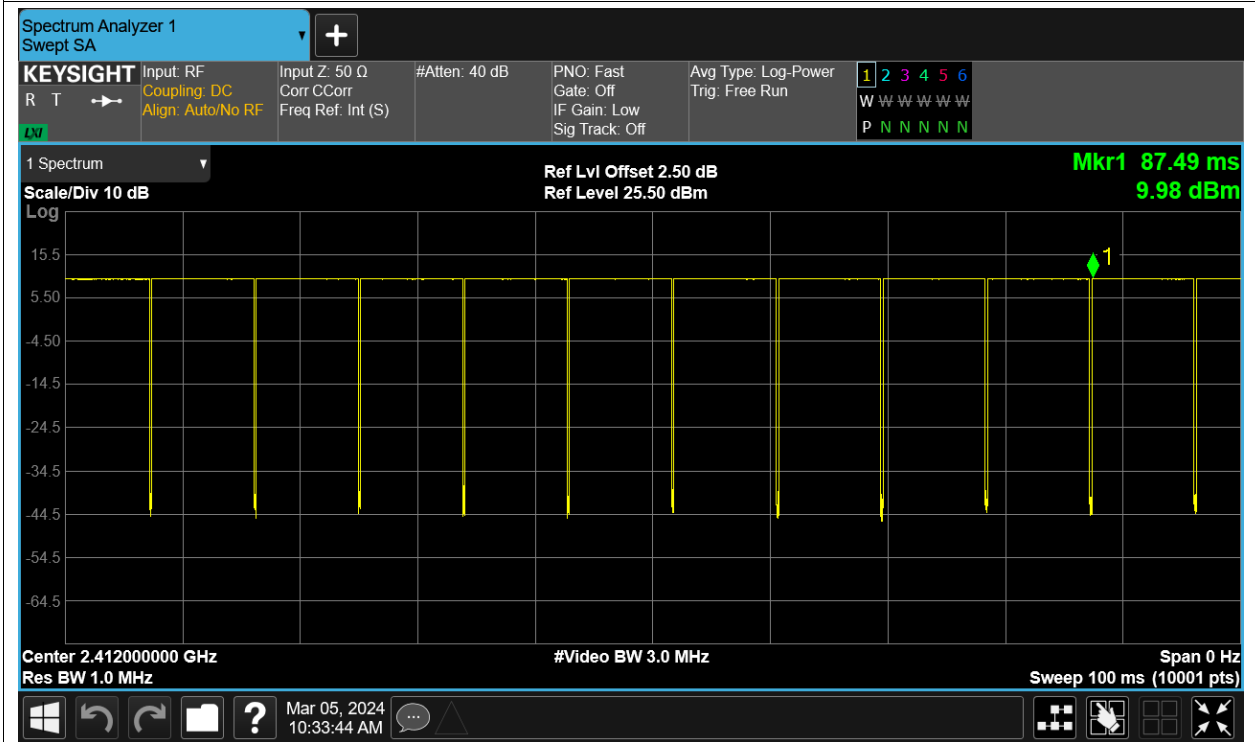 Spectrum Analyzer 1
Swept SA
KEYSIGHT
R T
LXI
Input: RF
Coupling: DC
Align: Auto/No RF
Input Z: 50 Ω
Corr CCorr
Freq Ref: Int (S)
#Atten: 40 dB
PNO: Fast
Gate: Off
IF Gain: Low
Sig Track: Off
Avg Type: Log-Power
Trig: Free Run
1 2 3 4 5 6
W W W W W W
P N N N N N
1 Spectrum
Scale/Div 10 dB
Ref Lvl Offset 2.50 dB
Ref Level 25.50 dBm
Mkr1 87.49 ms
9.98 dBm
Log
15.5
5.50
-4.50
-14.5
-24.5
-34.5
-44.5
-54.5
-64.5
1
Center 2.412000000 GHz
Res BW 1.0 MHz
#Video BW 3.0 MHz
Span 0 Hz
Sweep 100 ms (10001 pts)
?
Mar 05, 2024
10:33:44 AM